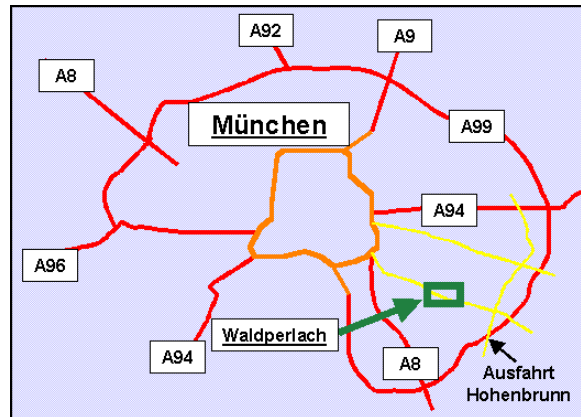 A92
A9
A8
München
A99
A94
A96
Waldperlach
A94
A8
Ausfahrt
Hohenbrunn